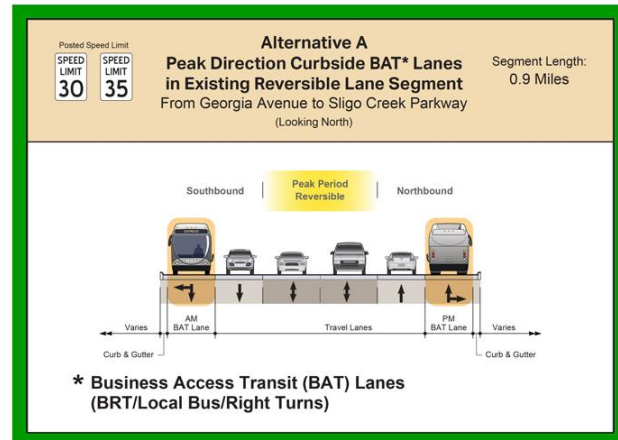 Posted Speed Limit
SPEED
LIMIT
30
SPEED
LIMIT
35
Alternative A
Peak Direction Curbside BAT* Lanes
in Existing Reversible Lane Segment
From Georgia Avenue to Sligo Creek Parkway
(Looking North)
Segment Length:
0.9 Miles
Southbound
Peak Period
Reversible
Northbound
Varies
AM
BAT Lane
Travel Lanes
PM
BAT Lane
Varies
Curb & Gutter
Curb & Gutter
* Business Access Transit (BAT) Lanes
(BRT/Local Bus/Right Turns)